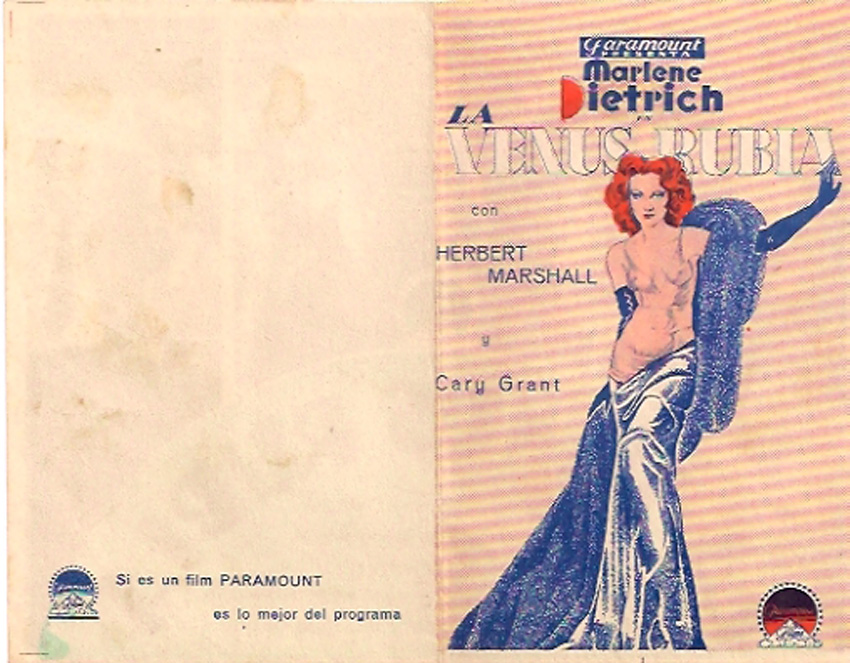 Si es un film PARAMOUNT
es lo mejor del programa
Paramount
PRESENTA
Marlene
Dietrich
EN
LA
VENUS RUBIA
con
HERBERT
MARSHALL
y
Cary Grant